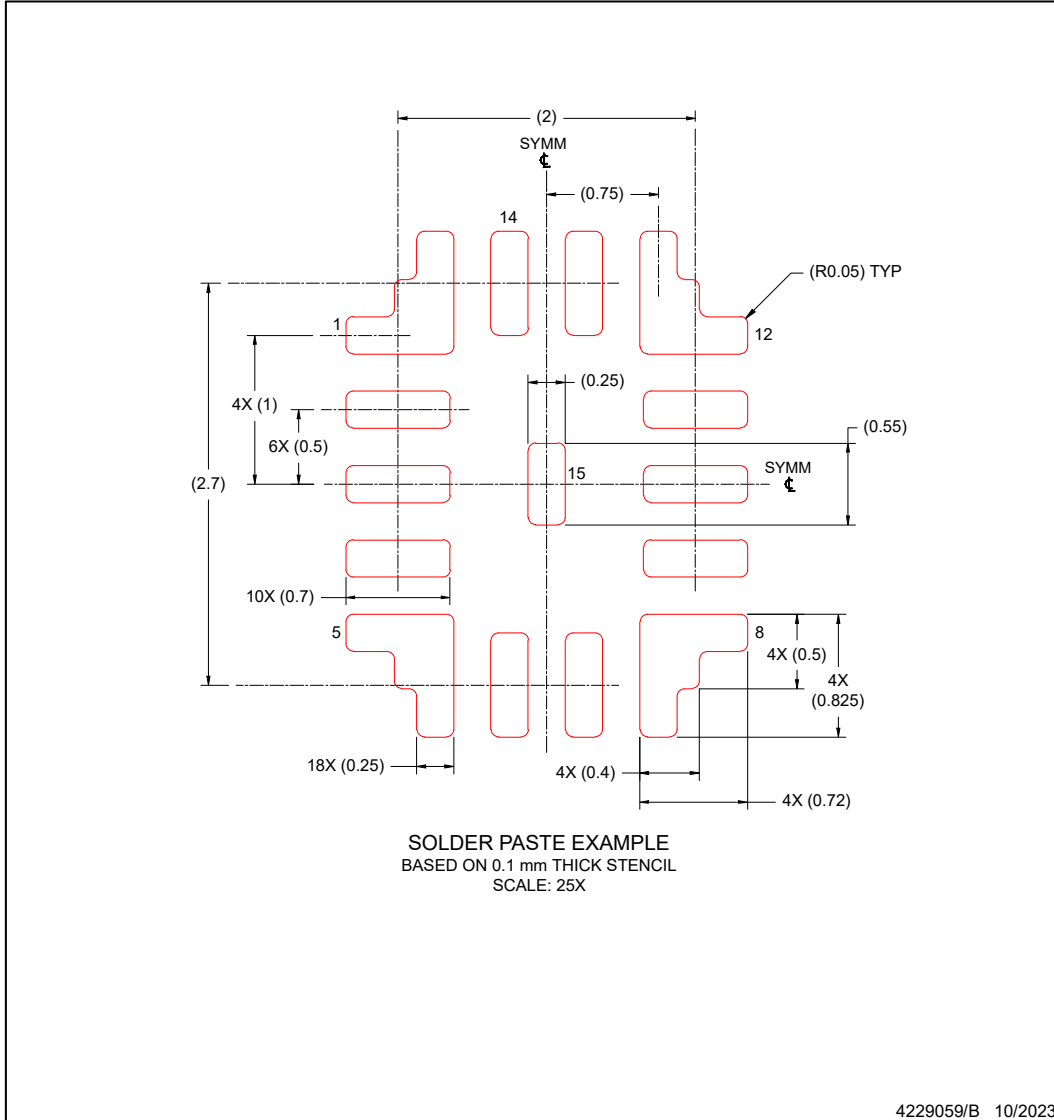 (2)
SYMM
℄
(0.75)
14
(R0.05) TYP
1
12
(0.25)
4X (1)
(0.55)
6X (0.5)
SYMM
℄
15
(2.7)
10X (0.7)
5
8
4X (0.5)
4X
(0.825)
18X (0.25)
4X (0.4)
4X (0.72)
SOLDER PASTE EXAMPLE
BASED ON 0.1 mm THICK STENCIL
SCALE: 25X
4229059/B 10/2023